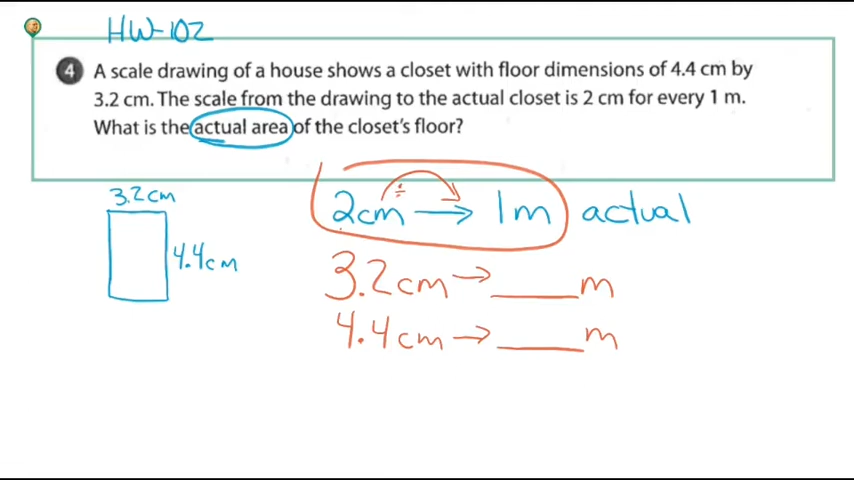 HW-102
4 A scale drawing of a house shows a closet with floor dimensions of 4.4 cm by
3.2 cm. The scale from the drawing to the actual closet is 2 cm for every 1 m.
What is the actual area of the closet's floor?
3.2cm
4.4cm
÷
2cm → 1m actual
3.2cm → ____m
4.4cm → ____m